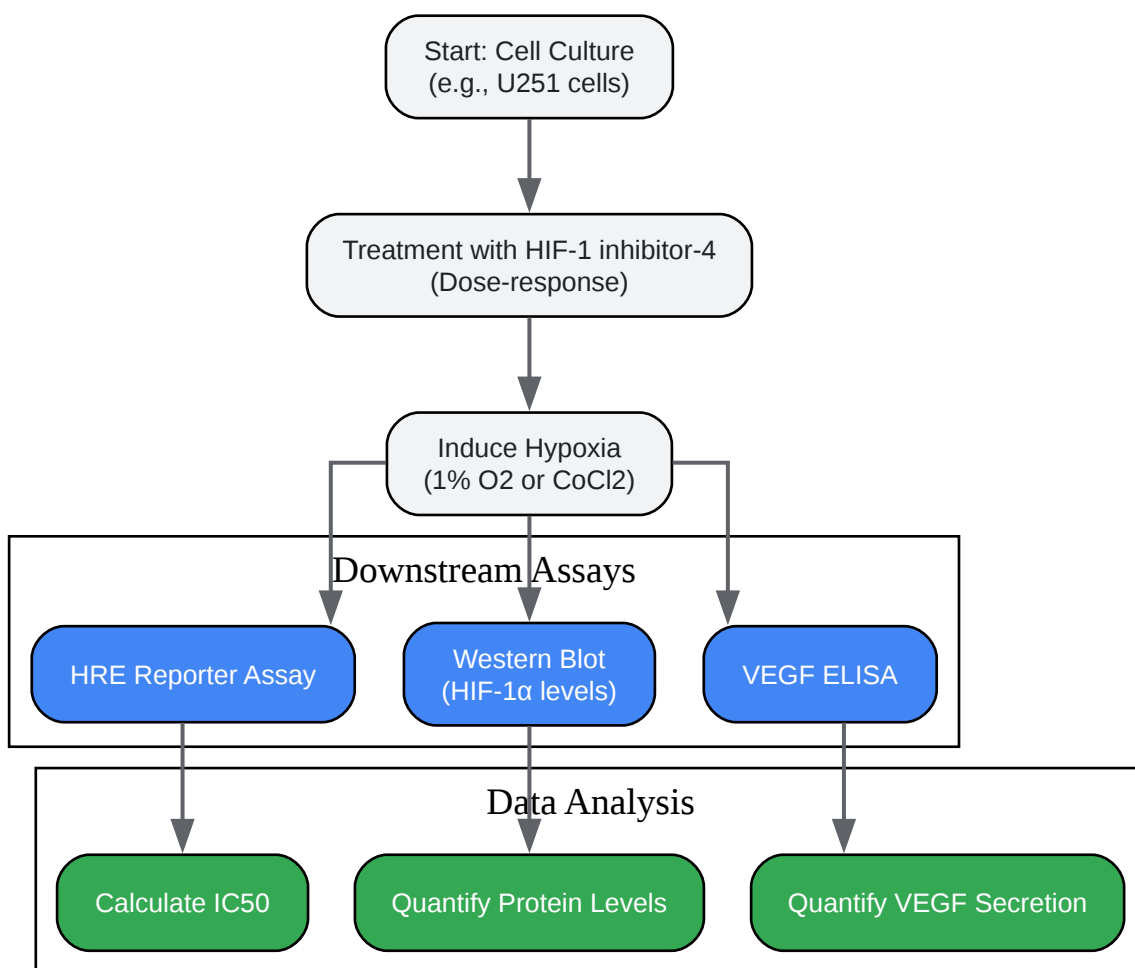 Start: Cell Culture
(e.g., U251 cells)
Treatment with HIF-1 inhibitor-4
(Dose-response)
Induce Hypoxia
(1% O2 or CoCl2)
Downstream Assays
HRE Reporter Assay
Western Blot
(HIF-1α levels)
VEGF ELISA
Data Analysis
Calculate IC50
Quantify Protein Levels
Quantify VEGF Secretion